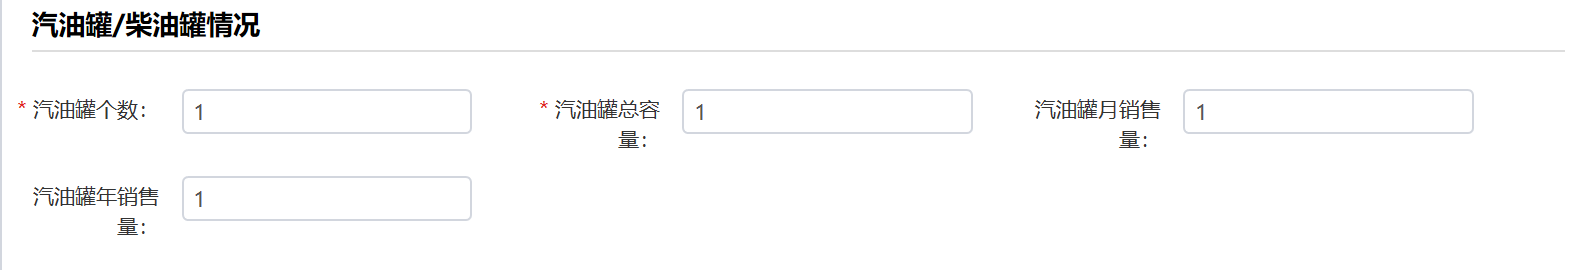 汽油罐/柴油罐情况
* 汽油罐个数： 1
* 汽油罐总容量： 1
汽油罐月销售量： 1
汽油罐年销售量： 1